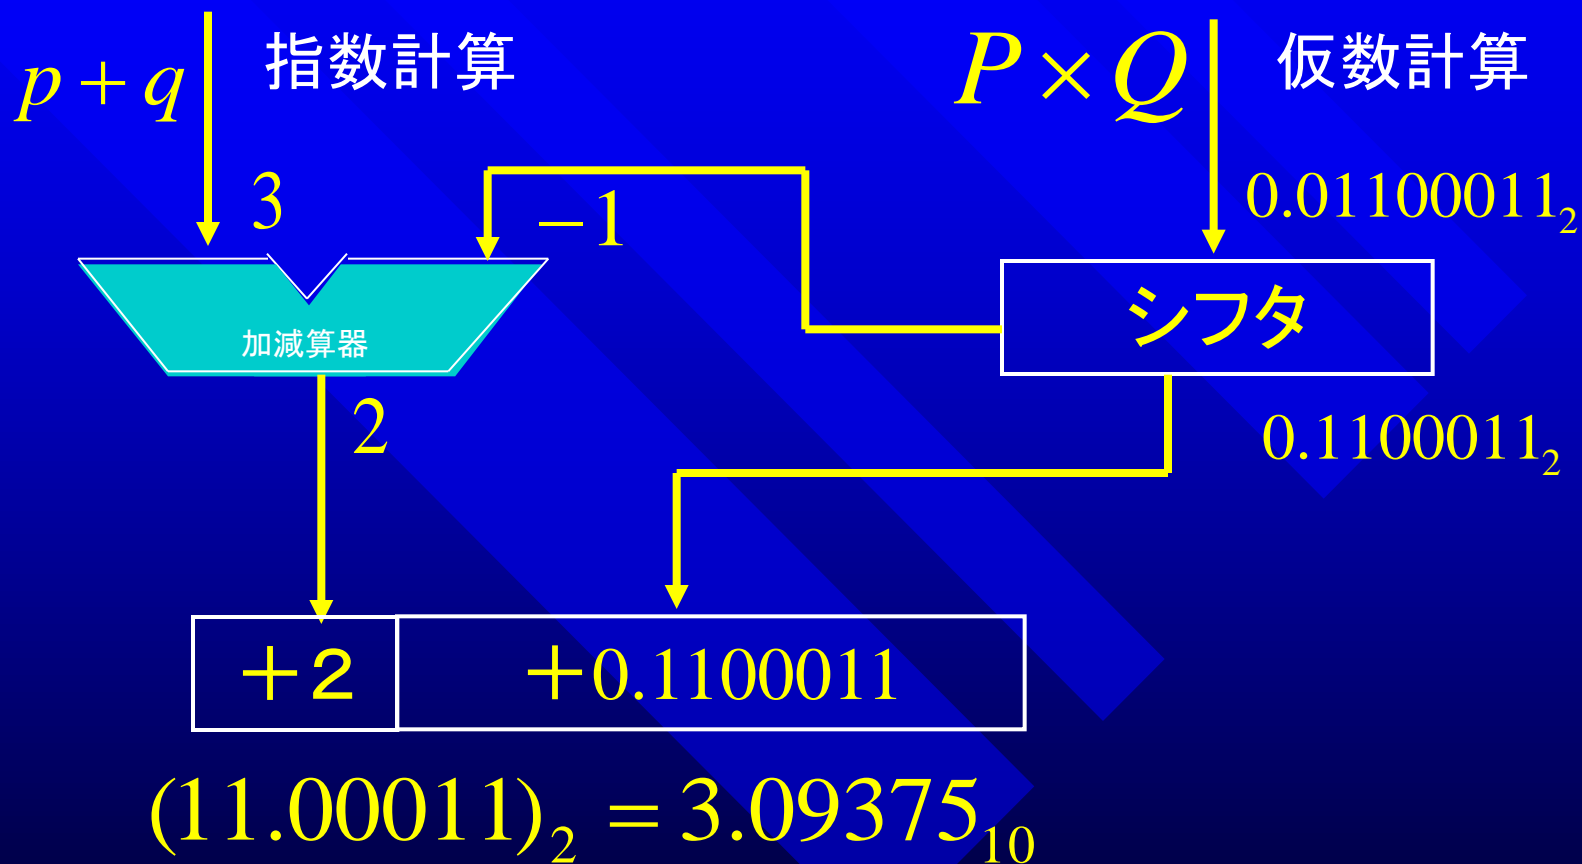 p + q
指数計算
P × Q
仮数計算
3
−1
0.01100011₂
加減算器
シフタ
2
0.1100011₂
＋２
＋0.1100011
(11.00011)₂ = 3.09375₁₀